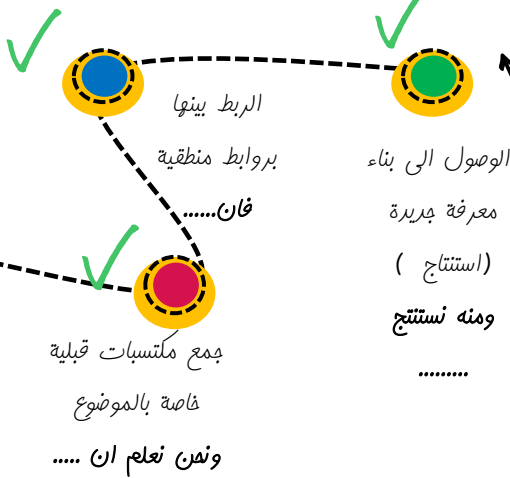 الربط بينها
بروابط منطقية
فان......
الوصول الى بناء
معرفة جديدة
(استنتاج )
ومنه نستنتج
.........
جمع مكتسبات قبلية
خاصة بالموضوع
ونحن نعلم ان .....